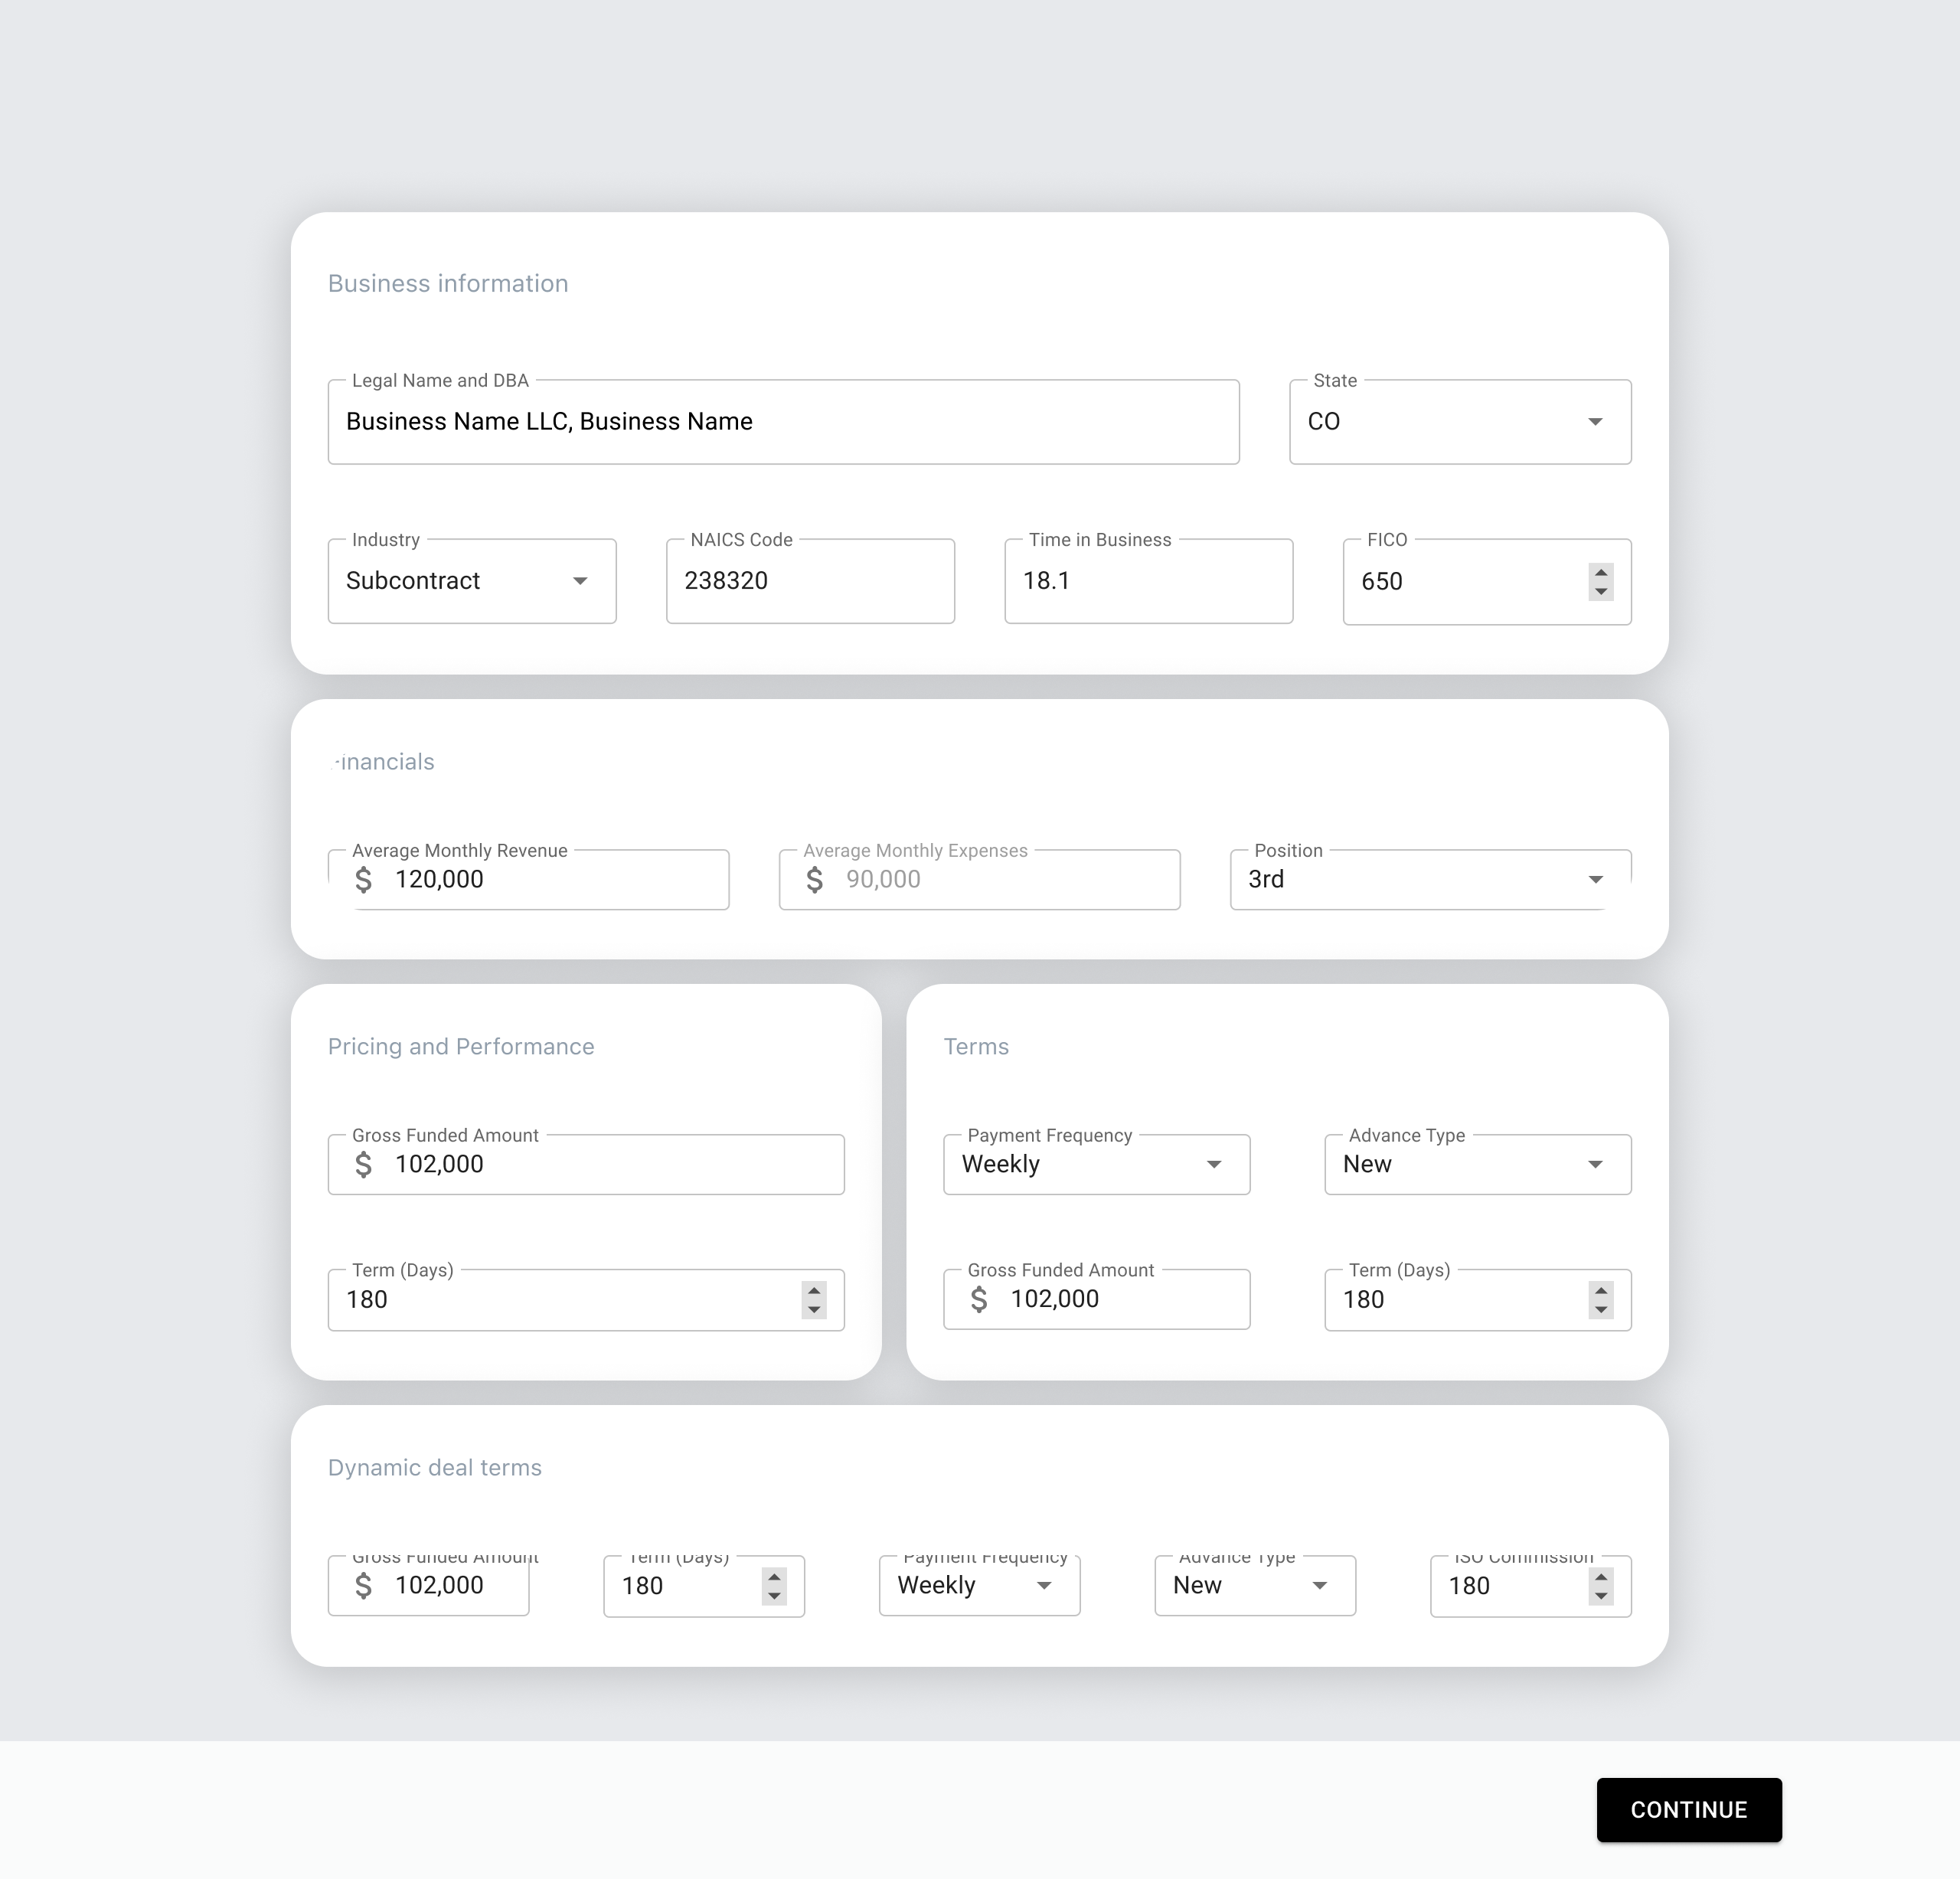 Business information
Legal Name and DBA
Business Name LLC, Business Name
State
CO
Industry
Subcontract
NAICS Code
238320
Time in Business
18.1
FICO
650
Financials
Average Monthly Revenue
$ 120,000
Average Monthly Expenses
$ 90,000
Position
3rd
Pricing and Performance
Gross Funded Amount
$ 102,000
Term (Days)
180
Terms
Payment Frequency
Weekly
Advance Type
New
Gross Funded Amount
$ 102,000
Term (Days)
180
Dynamic deal terms
Gross Funded Amount
$ 102,000
Term (Days)
180
Payment Frequency
Weekly
Advance Type
New
ISO Commission
180
CONTINUE